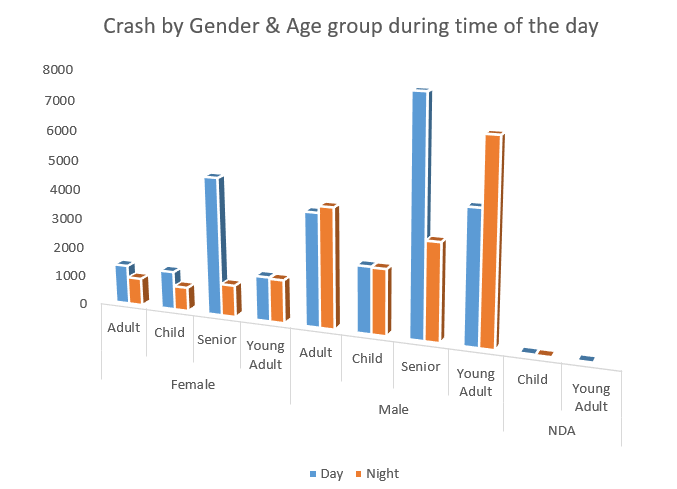 Crash by Gender & Age group during time of the day
8000
7000
6000
5000
4000
3000
2000
1000
0
Adult
Child
Senior
Young
Adult
Adult
Child
Senior
Young
Adult
Child
Young
Adult
Female
Male
NDA
Day
Night